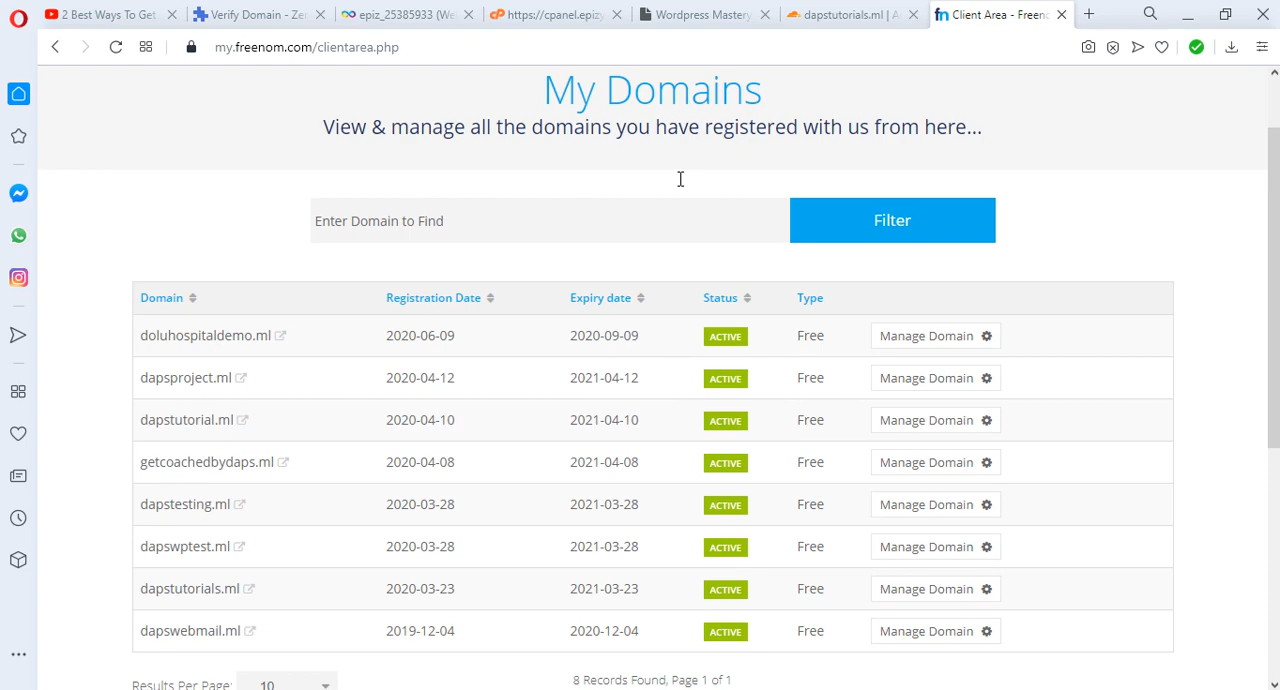 2 Best Ways To Get
Verify Domain - Ze
epiz_25385933 (We
https://cpanel.epizy
Wordpress Mastery
dapstutorials.ml | A
Client Area - Freen
my.freenom.com/clientarea.php
My Domains
View & manage all the domains you have registered with us from here...
Enter Domain to Find
Filter
Domain Registration Date Expiry date Status Type
doluhospitaldemo.ml 2020-06-09 2020-09-09 ACTIVE Free Manage Domain
dapsproject.ml 2020-04-12 2021-04-12 ACTIVE Free Manage Domain
dapstutorial.ml 2020-04-10 2021-04-10 ACTIVE Free Manage Domain
getcoachedbydaps.ml 2020-04-08 2021-04-08 ACTIVE Free Manage Domain
dapstesting.ml 2020-03-28 2021-03-28 ACTIVE Free Manage Domain
dapswptest.ml 2020-03-28 2021-03-28 ACTIVE Free Manage Domain
dapstutorials.ml 2020-03-23 2021-03-23 ACTIVE Free Manage Domain
dapswebmail.ml 2019-12-04 2020-12-04 ACTIVE Free Manage Domain
Results Per Page: 10
8 Records Found, Page 1 of 1